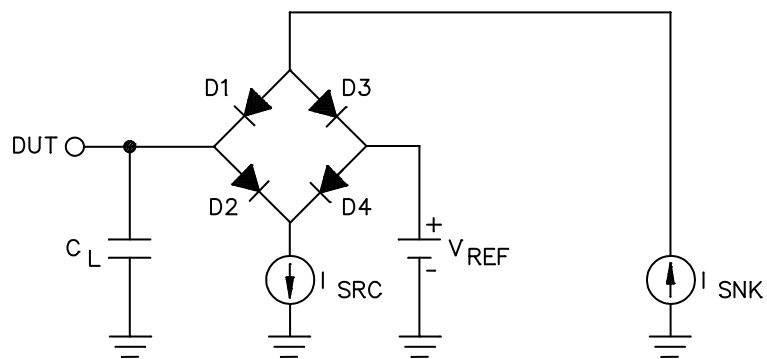 D1
D3
DUT
D2
D4
C L
+
-
V REF
I SRC
I SNK